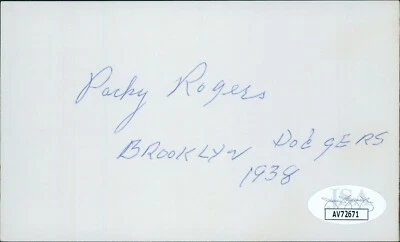 Packy Rogers
BROOKLYN DODGERS
1938
JSA
AV72671